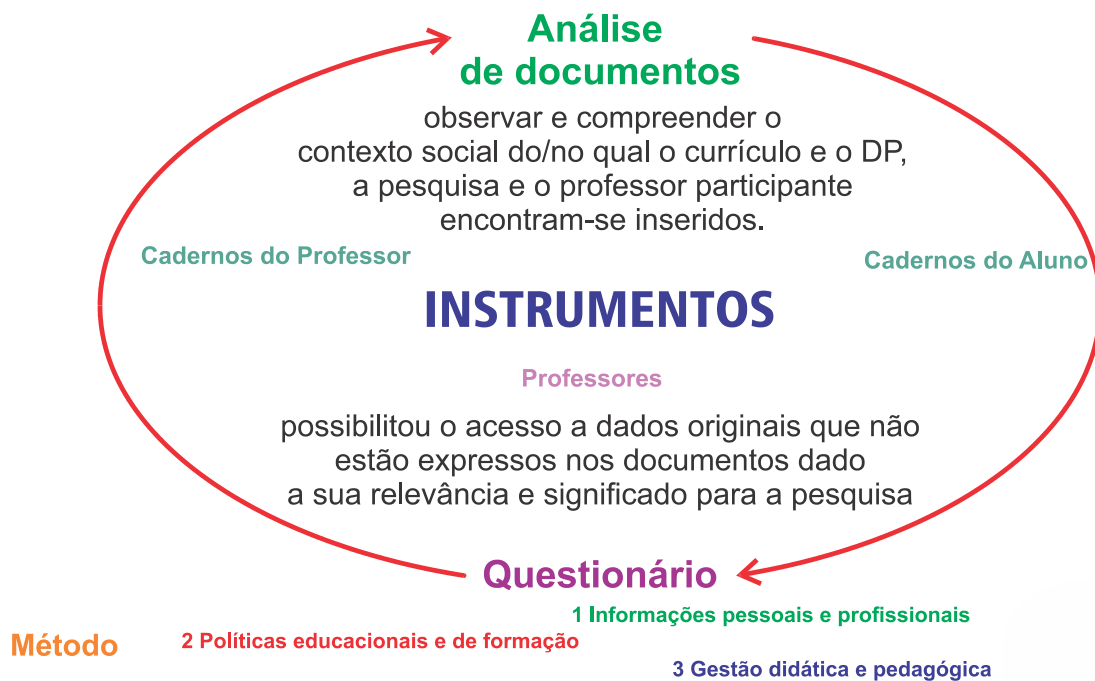 Análise
de documentos
observar e compreender o
contexto social do/no qual o currículo e o DP,
a pesquisa e o professor participante
encontram-se inseridos.
Cadernos do Professor
Cadernos do Aluno
INSTRUMENTOS
Professores
possibilitou o acesso a dados originais que não
estão expressos nos documentos dado
a sua relevância e significado para a pesquisa
Questionário
1 Informações pessoais e profissionais
Método
2 Políticas educacionais e de formação
3 Gestão didática e pedagógica